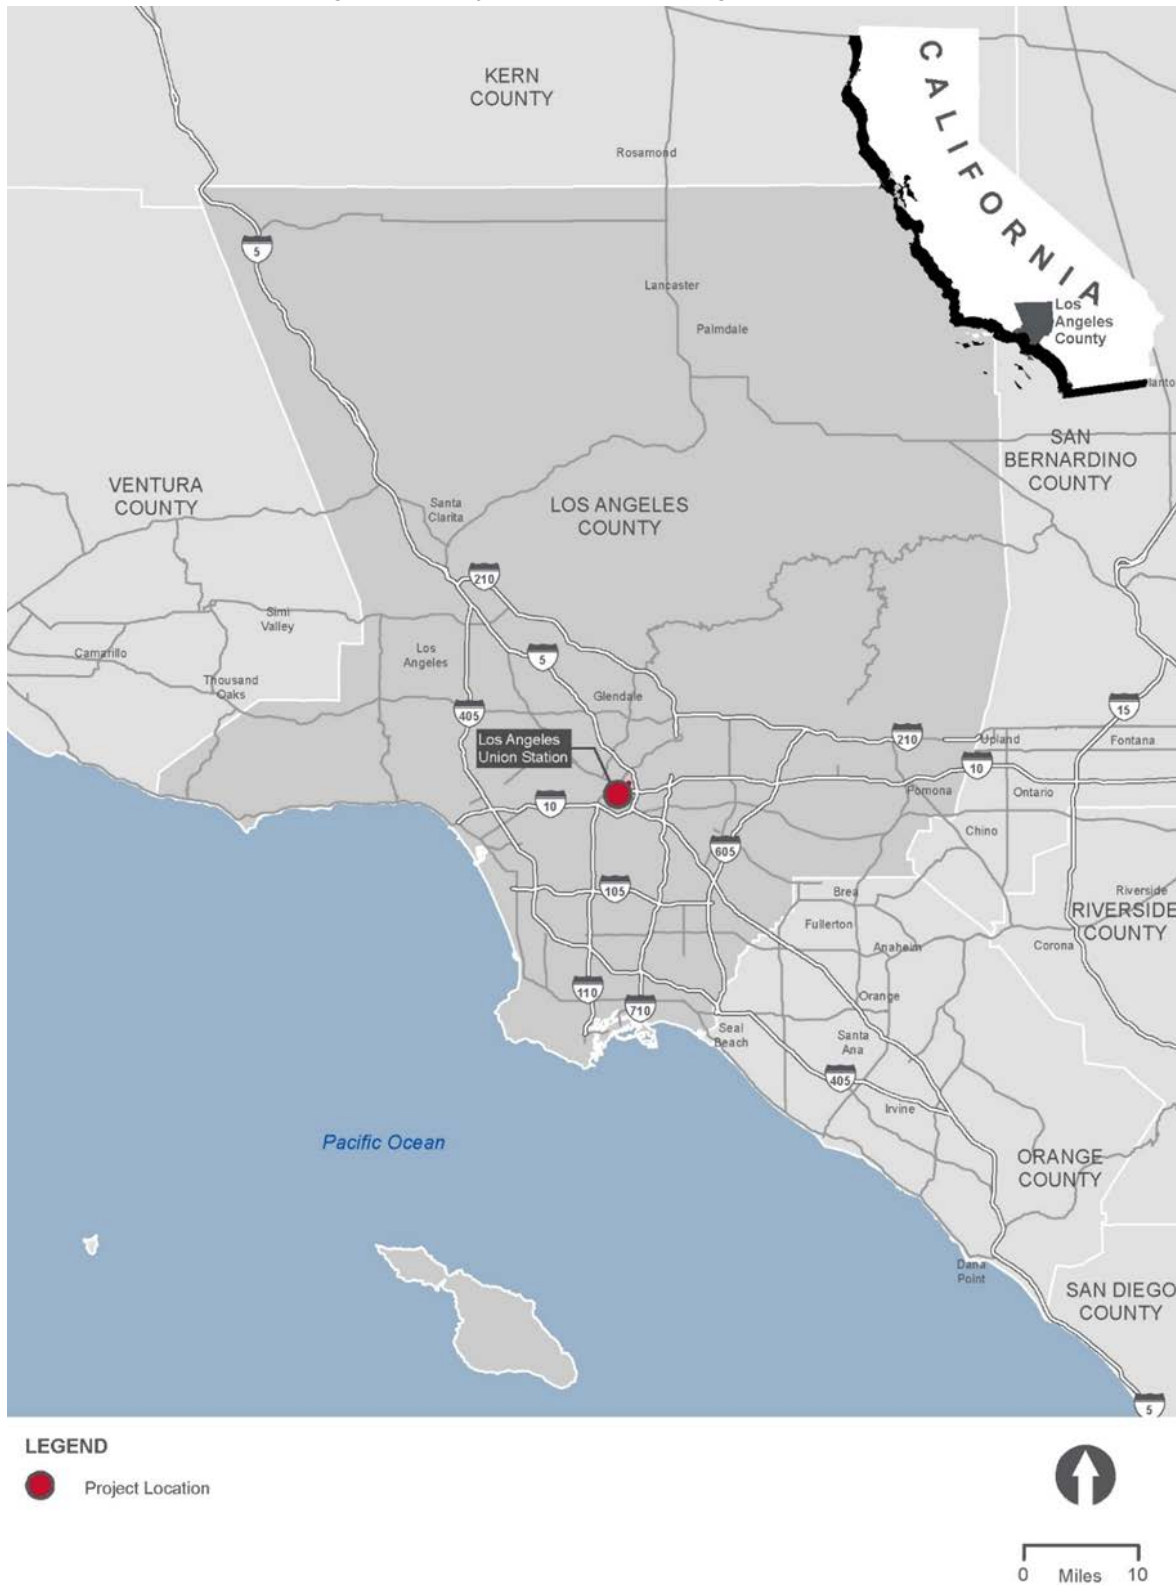 KERN
COUNTY
CALIFORNIA
Rosamond
5
Lancaster
Palmdale
Los
Angeles
County
SAN
BERNARDINO
COUNTY
VENTURA
COUNTY
Santa
Clarita
LOS ANGELES
COUNTY
210
Simi
Valley
Camarillo
Los
Angeles
5
Thousand
Oaks
Glendale
405
15
Los Angeles
Union Station
210
Upland
Fontana
10
10
Pomona
Ontario
Chino
605
105
Brea
Riverside
RIVERSIDE
COUNTY
Fullerton
Anaheim
Corona
110
710
Orange
Seal
Beach
Santa
Ana
405
Irvine
Pacific Ocean
ORANGE
COUNTY
Dana
Point
SAN DIEGO
COUNTY
5
LEGEND
Project Location
0 Miles 10